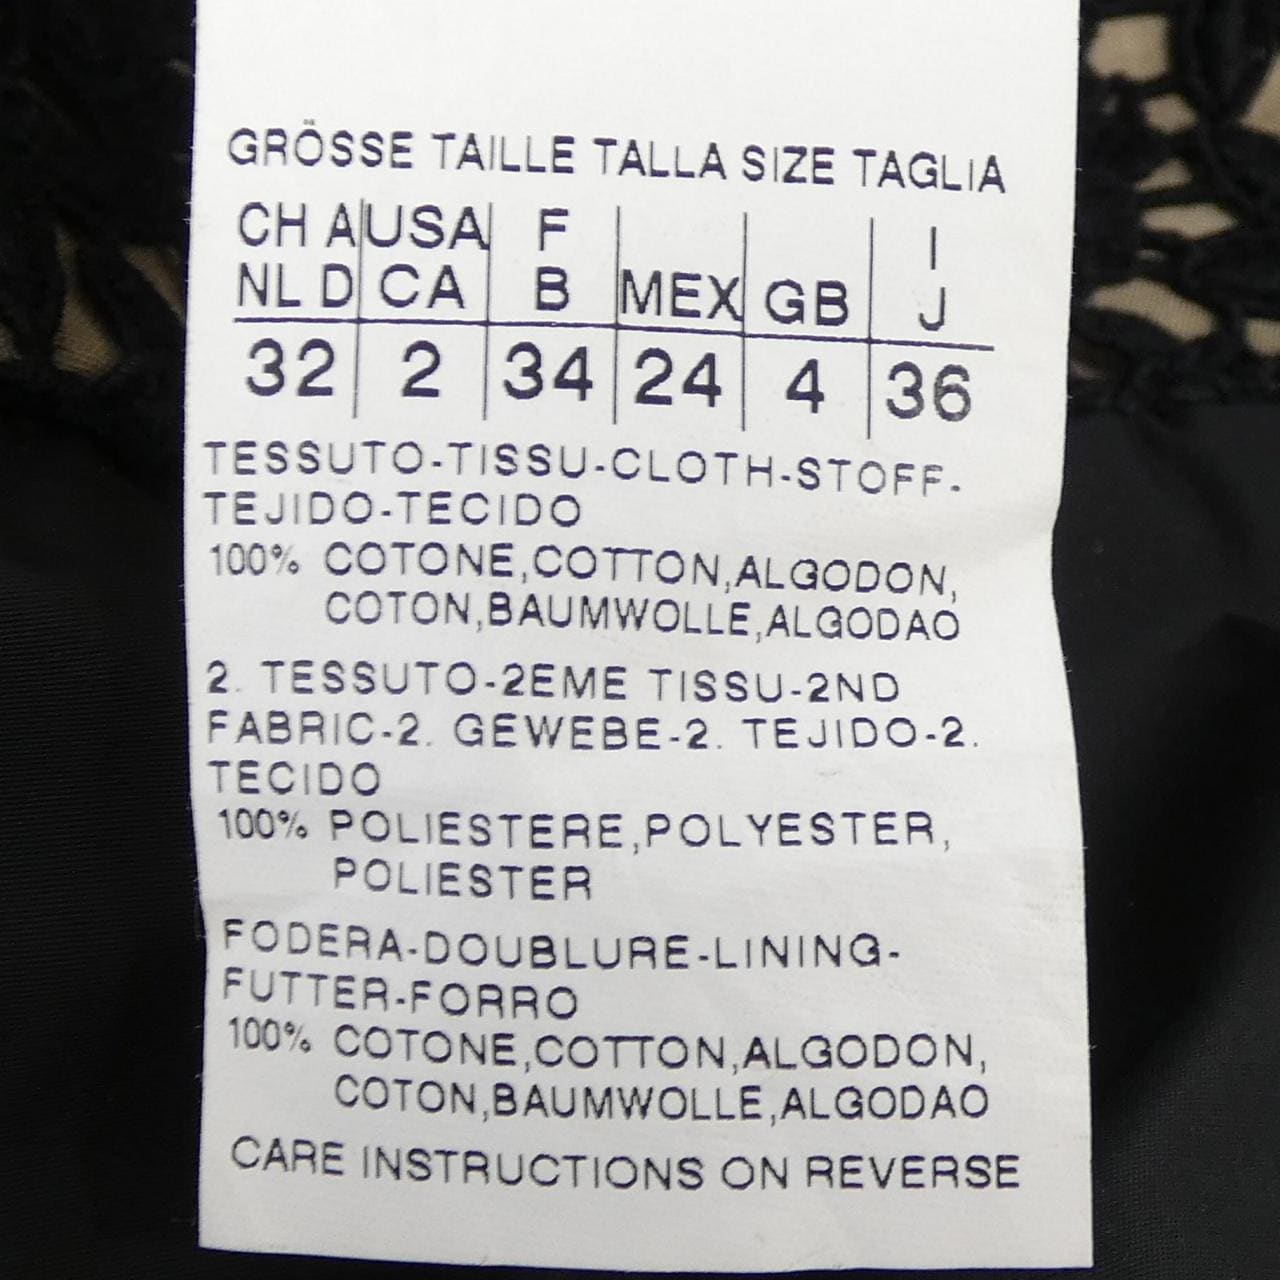 GRÖSSE TAILLE TALLA SIZE TAGLIA
CH A USA F I
NL D CA B MEX GB J
32 2 34 24 4 36
TESSUTO-TISSU-CLOTH-STOFF-
TEJIDO-TECIDO
100% COTONE,COTTON,ALGODON,
COTON,BAUMWOLLE,ALGODAO
2. TESSUTO-2EME TISSU-2ND
FABRIC-2. GEWEBE-2. TEJIDO-2.
TECIDO
100% POLIESTERE,POLYESTER,
POLIESTER
FODERA-DOUBLURE-LINING-
FUTTER-FORRO
100% COTONE,COTTON,ALGODON,
COTON,BAUMWOLLE,ALGODAO
CARE INSTRUCTIONS ON REVERSE